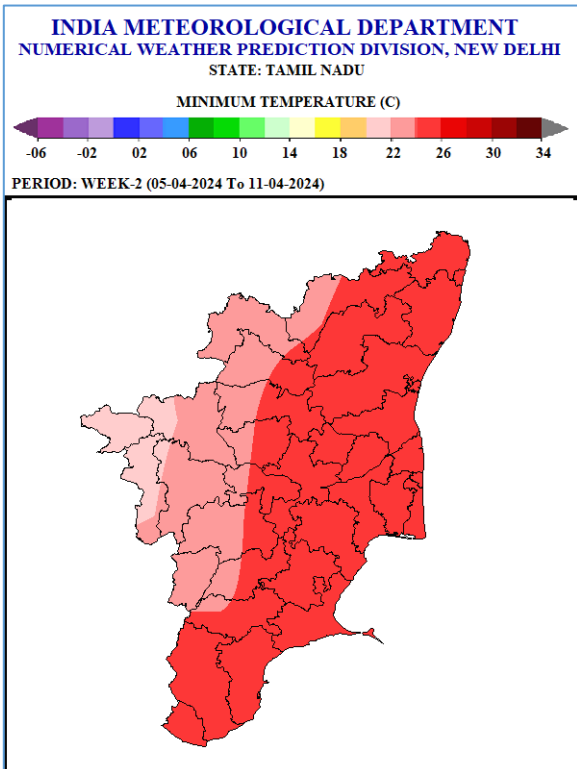 INDIA METEOROLOGICAL DEPARTMENT
NUMERICAL WEATHER PREDICTION DIVISION, NEW DELHI
STATE: TAMIL NADU
MINIMUM TEMPERATURE (C)
-06 -02 02 06 10 14 18 22 26 30 34
PERIOD: WEEK-2 (05-04-2024 To 11-04-2024)